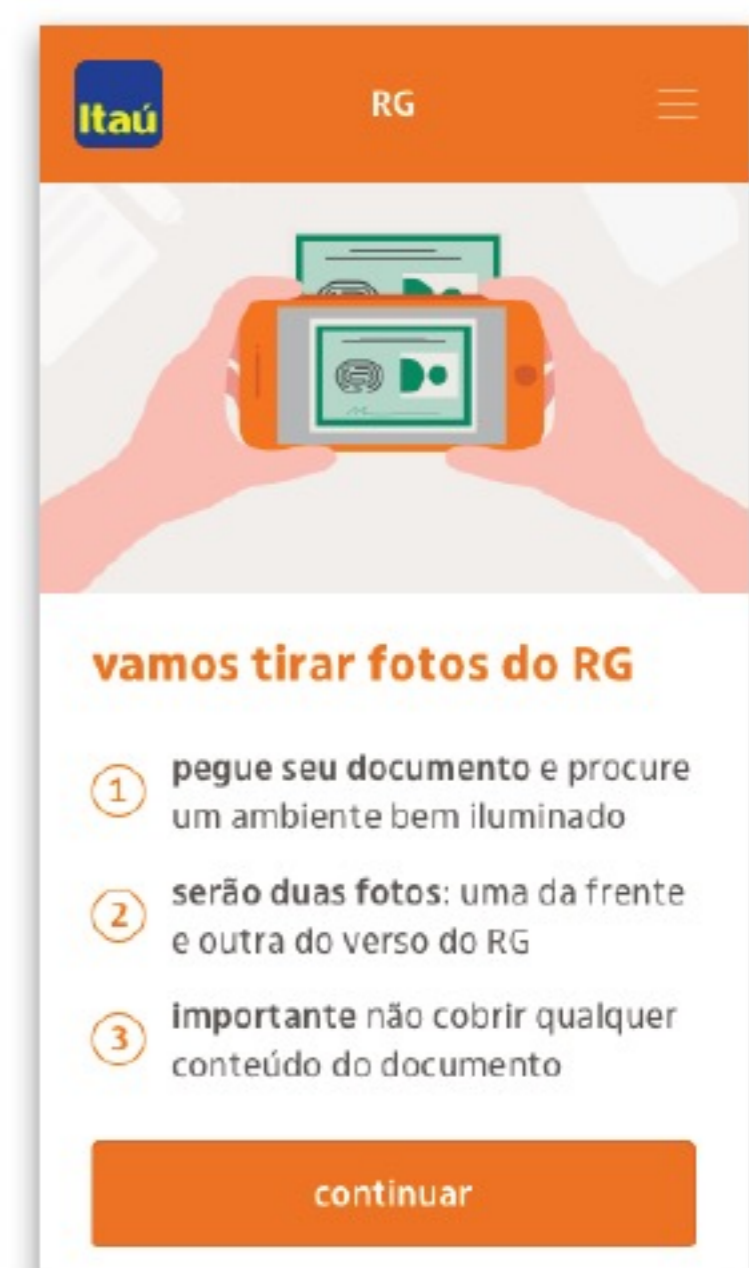 Itaú
RG
vamos tirar fotos do RG
1
pegue seu documento e procure
um ambiente bem iluminado
2
serão duas fotos: uma da frente
e outra do verso do RG
3
importante não cobrir qualquer
conteúdo do documento
continuar